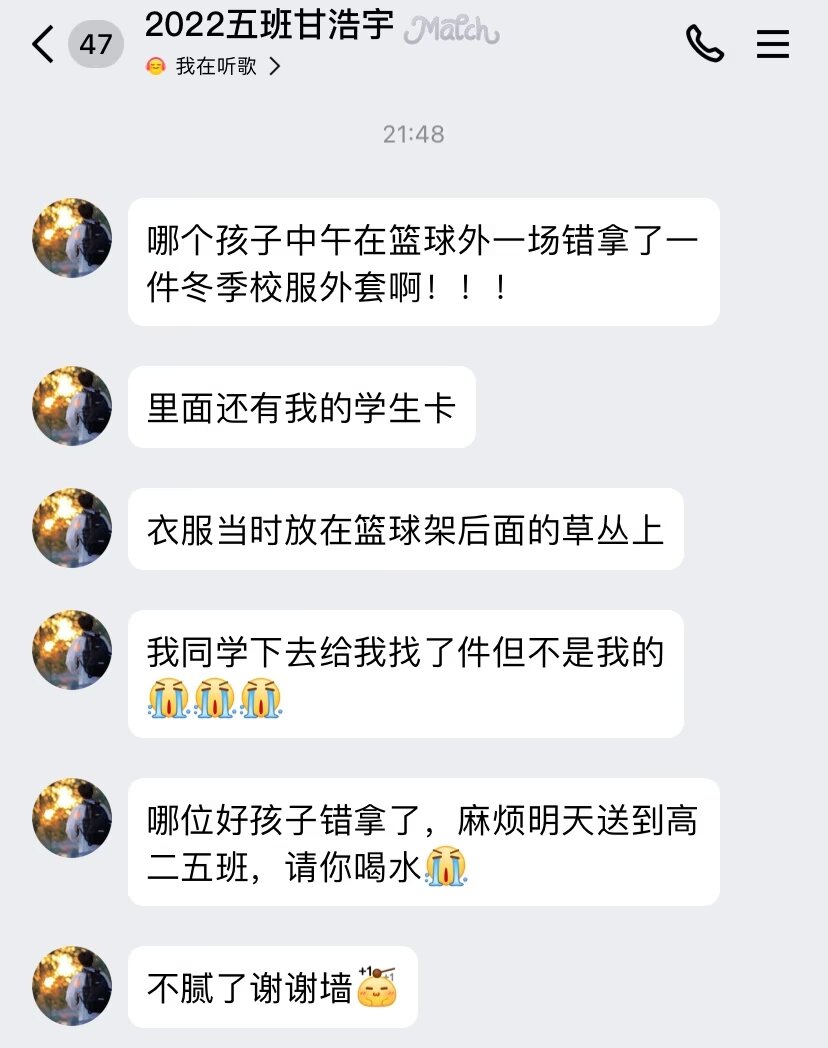 2022五班甘浩宇 Match
47
我在听歌
21:48
哪个孩子中午在篮球外一场错拿了一
件冬季校服外套啊！！！
里面还有我的学生卡
衣服当时放在篮球架后面的草丛上
我同学下去给我找了件但不是我的
😭😭😭
哪位好孩子错拿了，麻烦明天送到高
二五班，请你喝水😭
不腻了谢谢墙
+1 +1